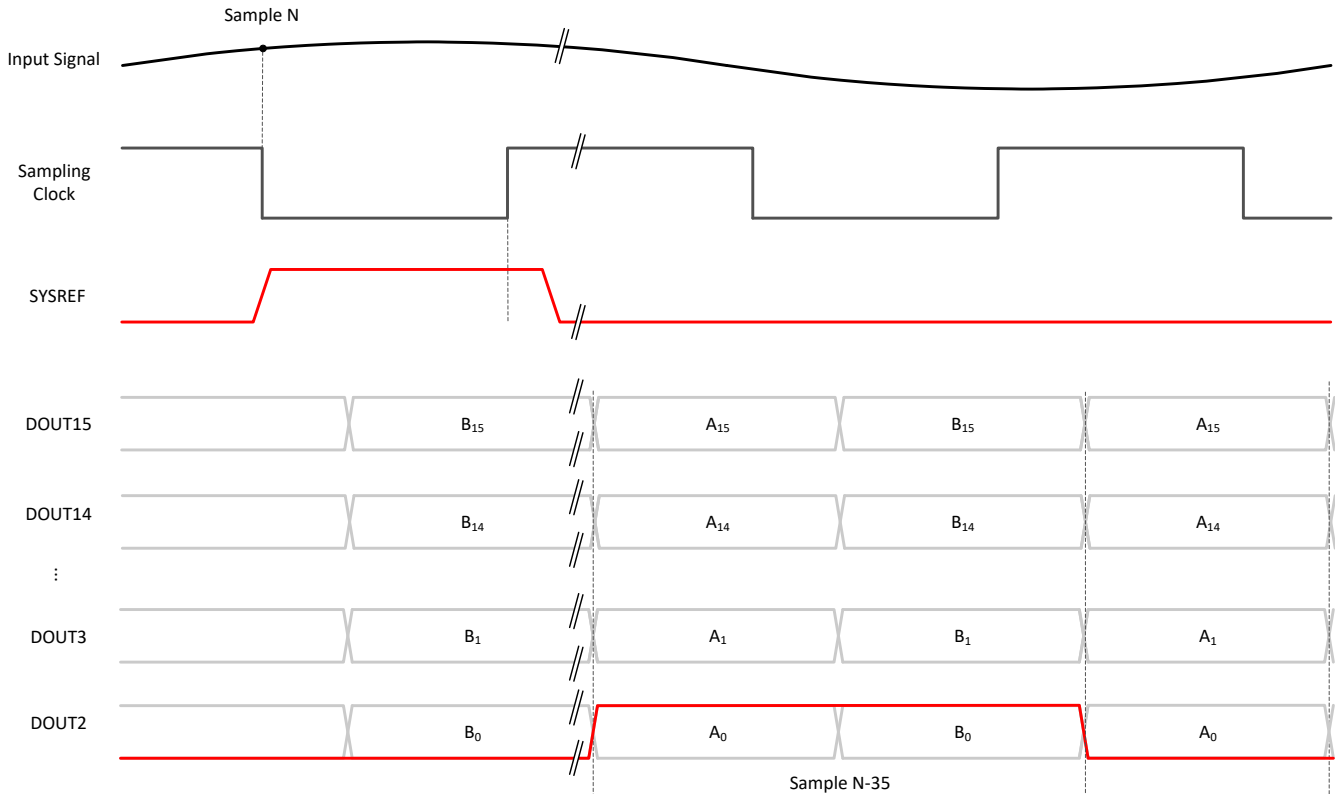 Sample N
Input Signal
Sampling
Clock
SYSREF
DOUT15 B₁₅ A₁₅ B₁₅ A₁₅
DOUT14 B₁₄ A₁₄ B₁₄ A₁₄
...
DOUT3 B₁ A₁ B₁ A₁
DOUT2 B₀ A₀ B₀ A₀
Sample N-35